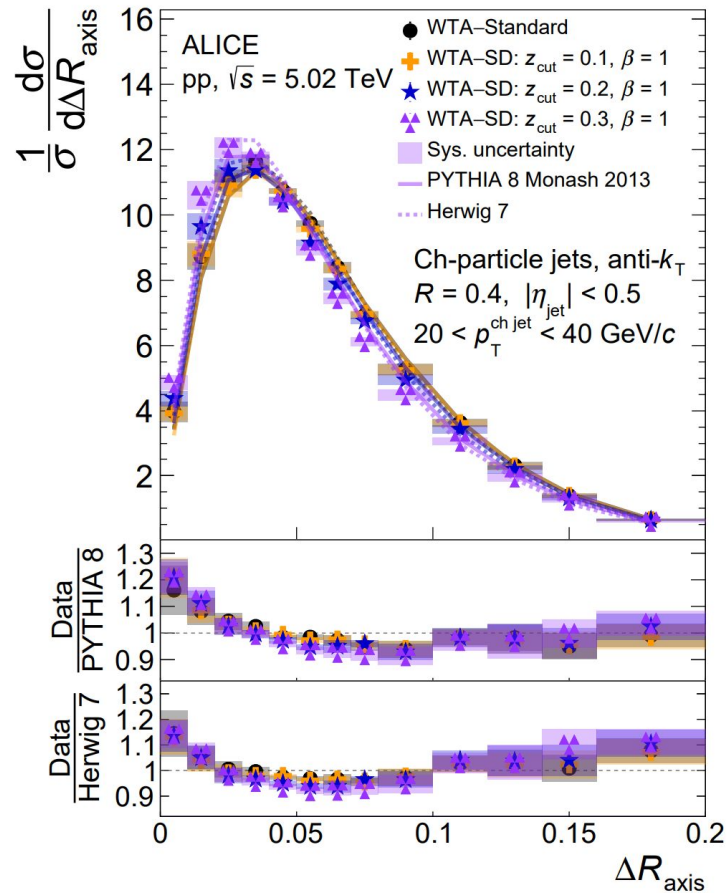 1/σ dσ/dΔR_axis
16
14
12
10
8
6
4
2
ALICE
pp, √s = 5.02 TeV
WTA–Standard
WTA–SD: z_cut = 0.1, β = 1
WTA–SD: z_cut = 0.2, β = 1
WTA–SD: z_cut = 0.3, β = 1
Sys. uncertainty
PYTHIA 8 Monash 2013
Herwig 7
Ch-particle jets, anti-k_T
R = 0.4, |η_jet| < 0.5
20 < p_T^ch jet < 40 GeV/c
Data
PYTHIA 8
1.3
1.2
1.1
1
0.9
Data
Herwig 7
1.3
1.2
1.1
1
0.9
0 0.05 0.1 0.15 0.2
ΔR_axis